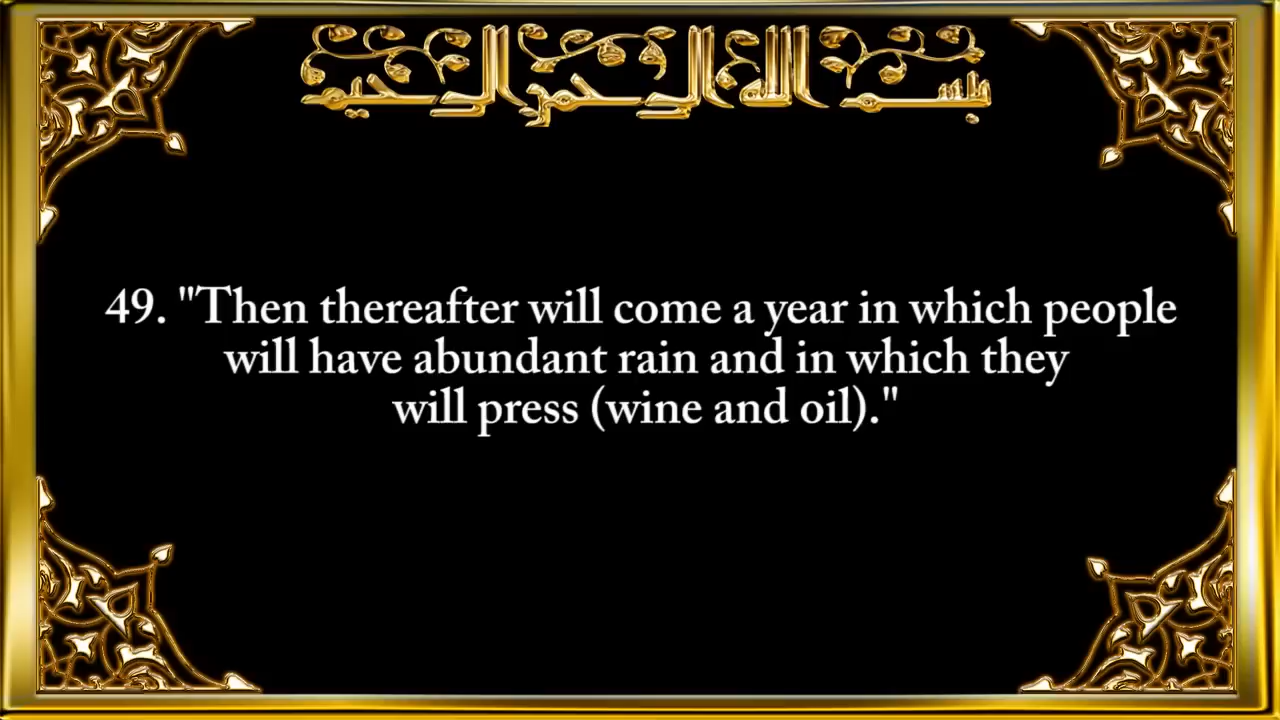 بسم الله الرحمن الرحيم
49. "Then thereafter will come a year in which people
will have abundant rain and in which they
will press (wine and oil)."